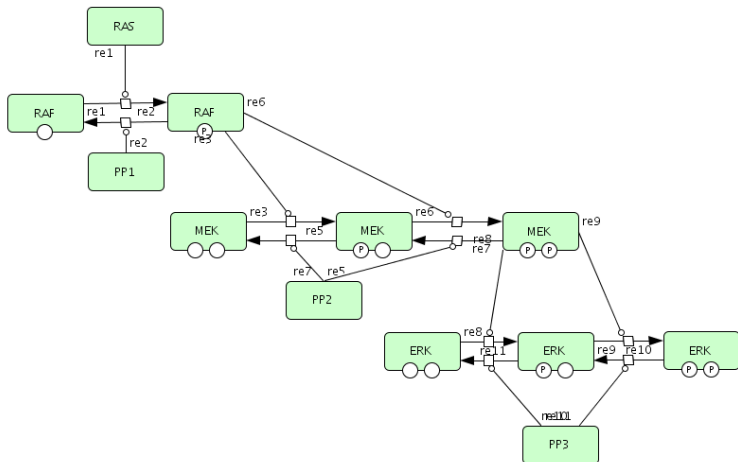 RAS
re1
RAF
re1
re2
RAF
P
re3
re6
re2
PP1
MEK
re3
re5
MEK
P
re6
re8
re7
MEK
P P
re9
re7
re5
PP2
ERK
re8
re11
ERK
P
re9
re10
ERK
P P
PP3